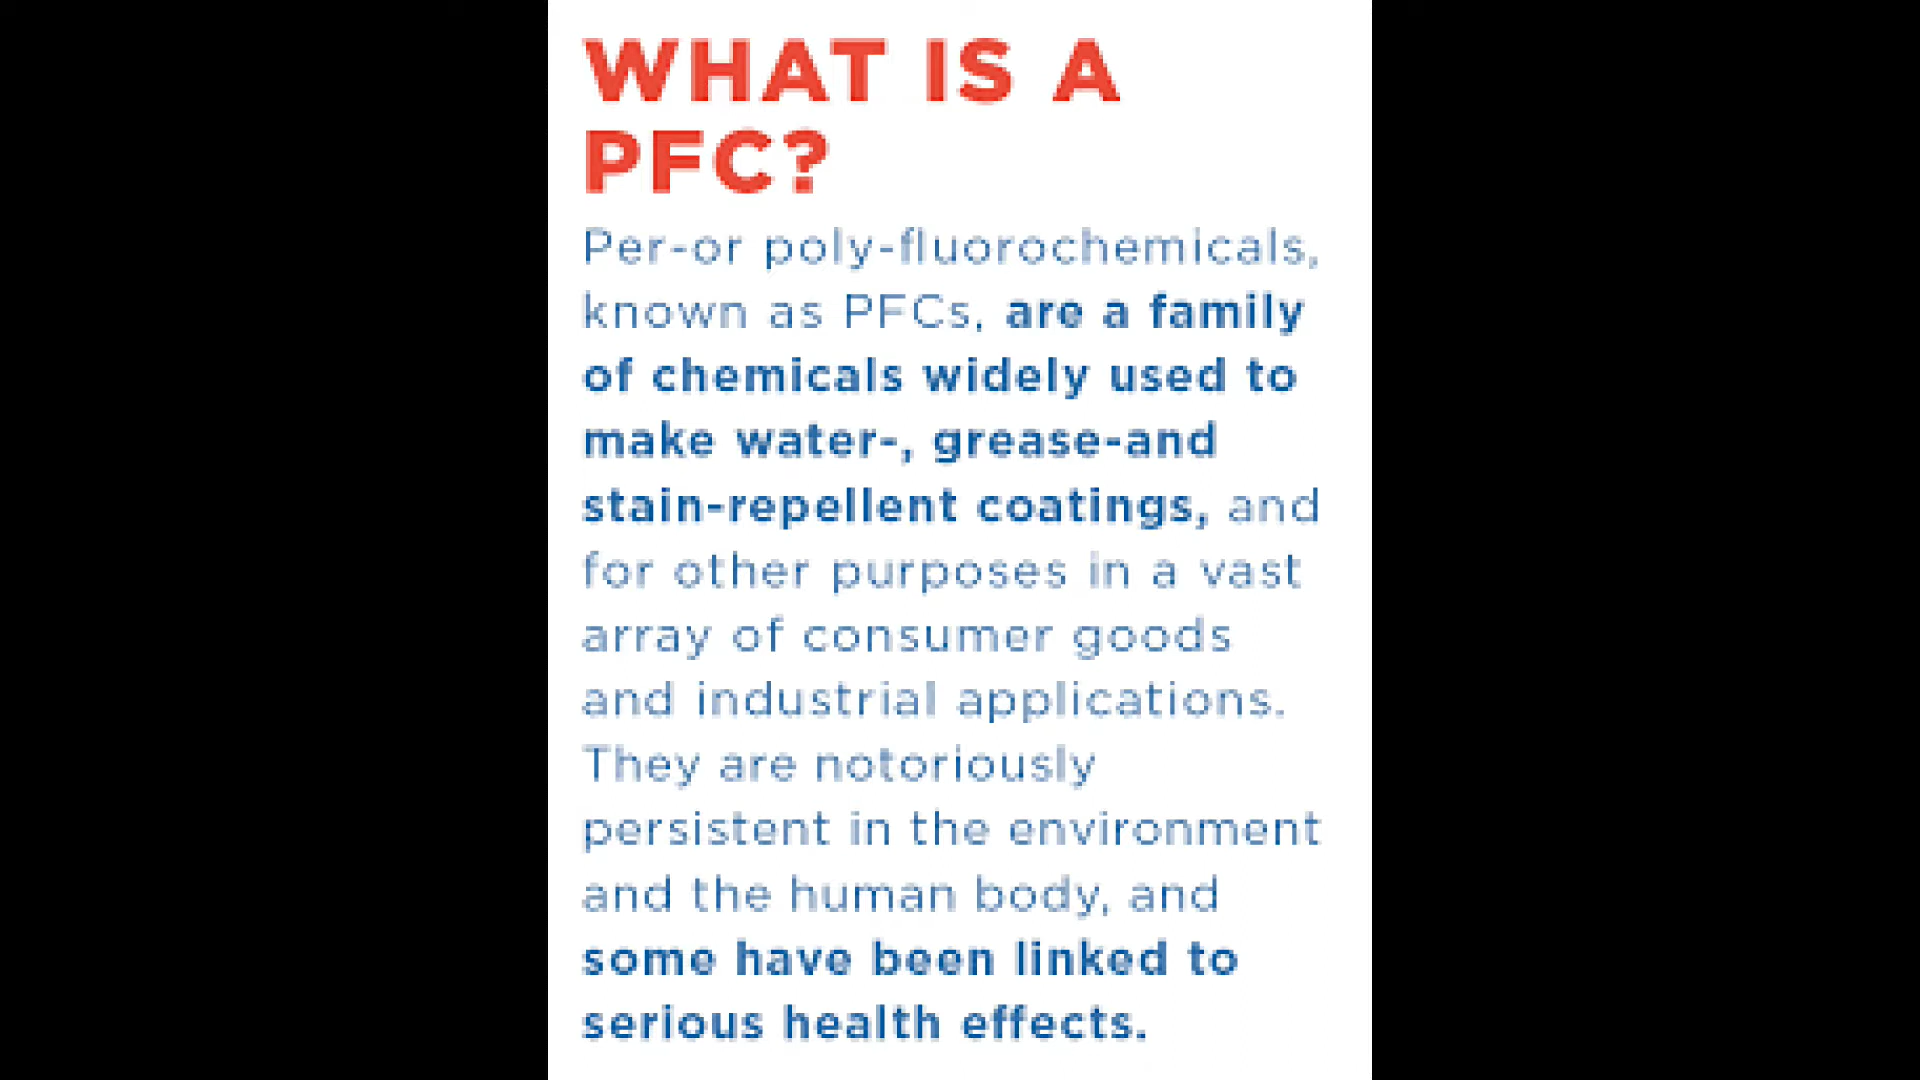 WHAT IS A
PFC?
Per-or poly-fluorochemicals,
known as PFCs, are a family
of chemicals widely used to
make water-, grease-and
stain-repellent coatings, and
for other purposes in a vast
array of consumer goods
and industrial applications.
They are notoriously
persistent in the environment
and the human body, and
some have been linked to
serious health effects.